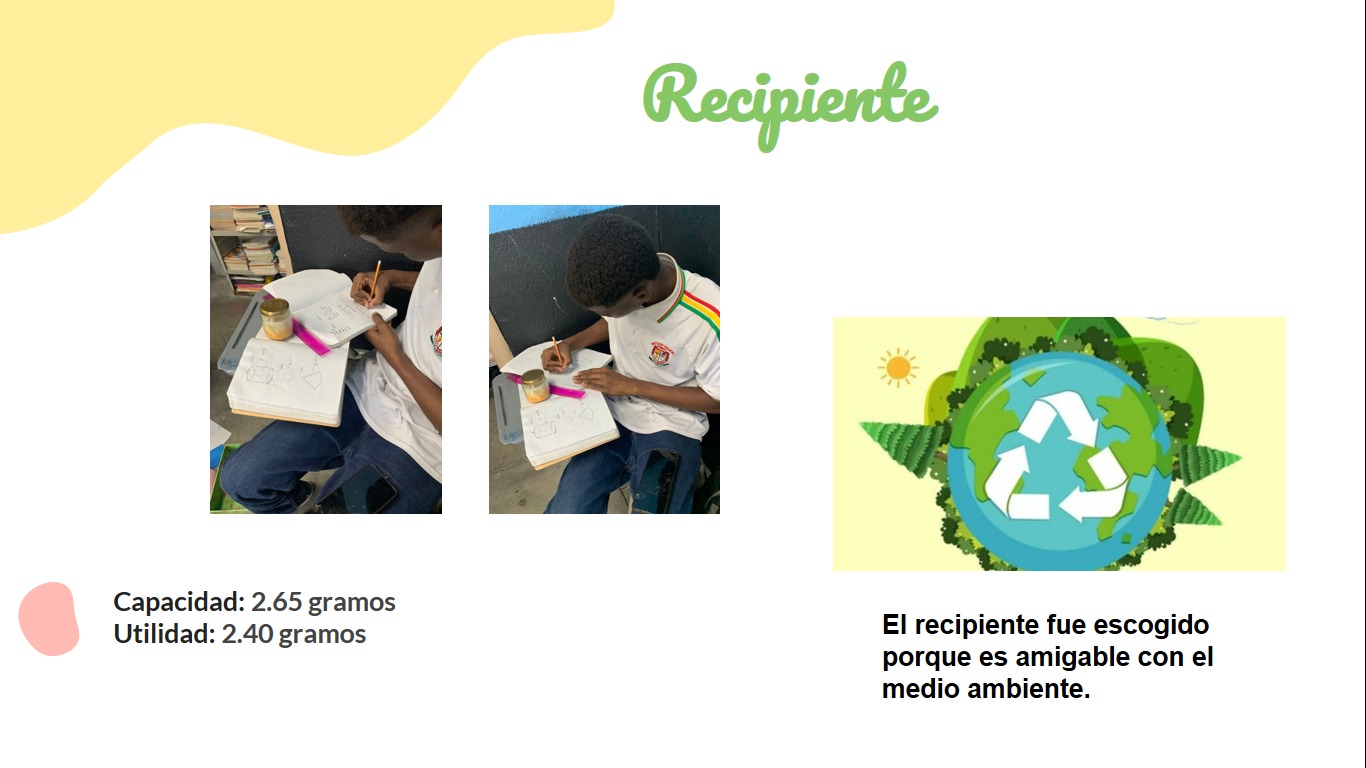 Recipiente
Capacidad: 2.65 gramos
Utilidad: 2.40 gramos
El recipiente fue escogido
porque es amigable con el
medio ambiente.